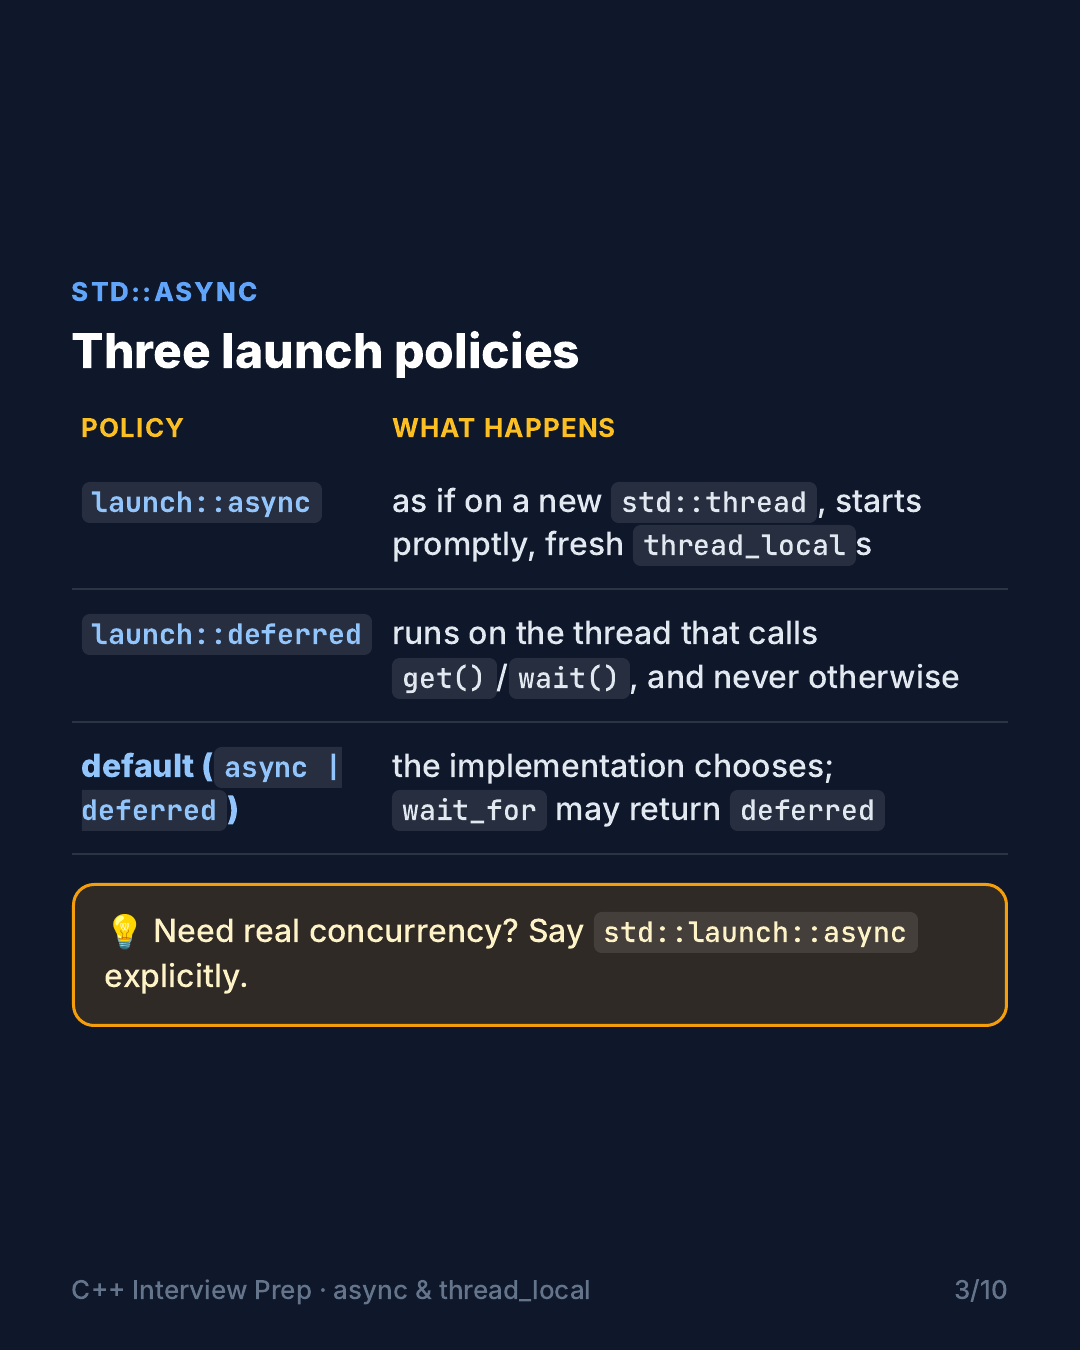 STD::ASYNC
Three launch policies
POLICY WHAT HAPPENS
launch::async as if on a new std::thread, starts
promptly, fresh thread_locals
launch::deferred runs on the thread that calls
get()/wait(), and never otherwise
default (async | the implementation chooses;
deferred) wait_for may return deferred
💡 Need real concurrency? Say std::launch::async
explicitly.
C++ Interview Prep · async & thread_local 3/10